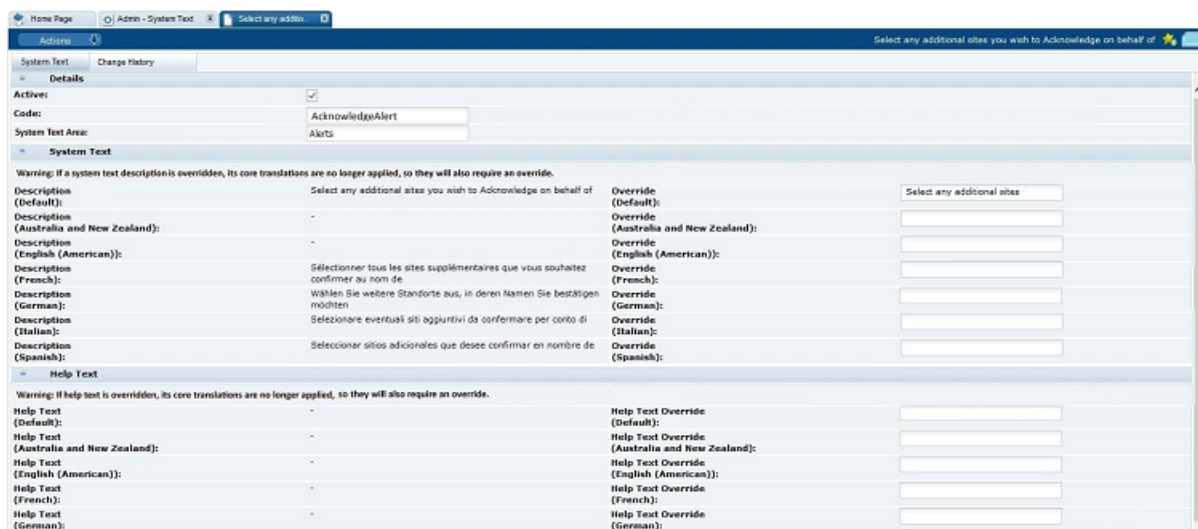 Home Page
Admin - System Text
Select any additio..
Actions
Select any additional sites you wish to Acknowledge on behalf of
System Text
Change History
Details
Active:
Code:
AcknowledgeAlert
System Text Area:
Alerts
System Text
Warning: If a system text description is overridden, its core translations are no longer applied, so they will also require an override.
Description
(Default):
Select any additional sites you wish to Acknowledge on behalf of
Override
(Default):
Select any additional sites
Description
(Australia and New Zealand):
-
Override
(Australia and New Zealand):
Description
(English (American)):
-
Override
(English (American)):
Description
(French):
Sélectionner tous les sites supplémentaires que vous souhaitez
confirmer au nom de
Override
(French):
Description
(German):
Wählen Sie weitere Standorte aus, in deren Namen Sie bestätigen
möchten
Override
(German):
Description
(Italian):
Selezionare eventuali siti aggiuntivi da confermare per conto di
Override
(Italian):
Description
(Spanish):
Seleccionar sitios adicionales que desee confirmar en nombre de
Override
(Spanish):
Help Text
Warning: If help text is overridden, its core translations are no longer applied, so they will also require an override.
Help Text
(Default):
-
Help Text Override
(Default):
Help Text
(Australia and New Zealand):
-
Help Text Override
(Australia and New Zealand):
Help Text
(English (American)):
-
Help Text Override
(English (American)):
Help Text
(French):
-
Help Text Override
(French):
Help Text
(German):
-
Help Text Override
(German):